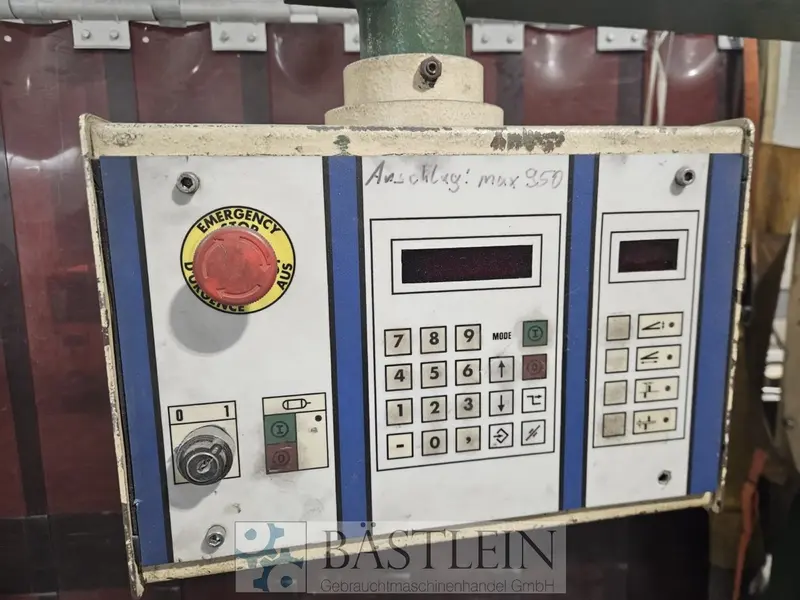 Anschlag: max 950
EMERGENCY
STOP
AUS
D'URGENCE
7 8 9 MODE
4 5 6
1 2 3
- 0 ,
0 1
BÄSTLEIN
Gebrauchtmaschinenhandel GmbH